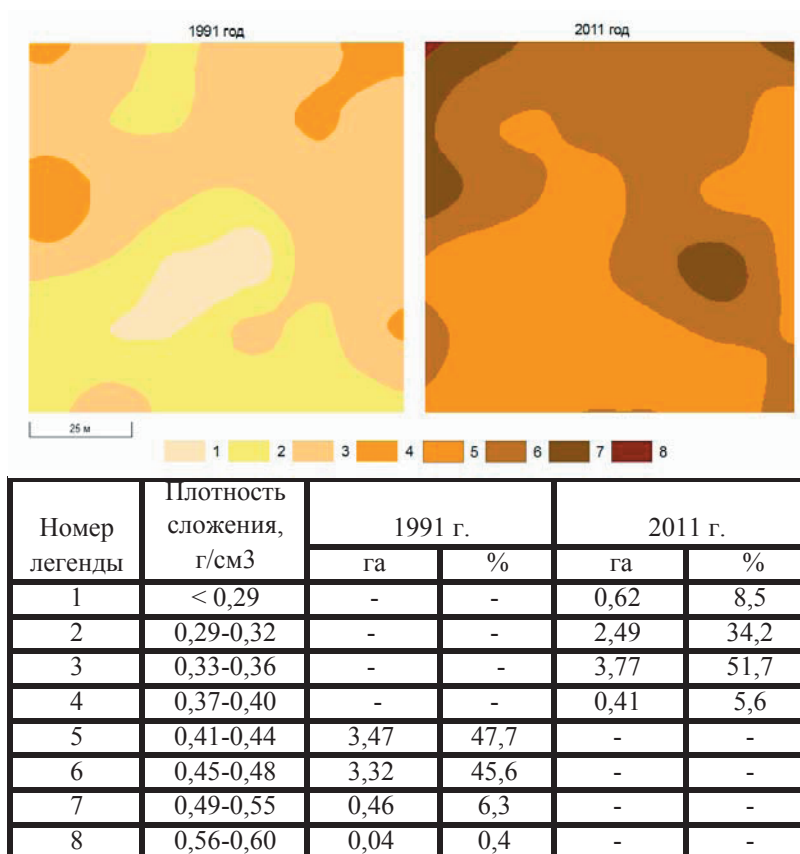 1991 год 2011 год
25 м
1 2 3 4 5 6 7 8
Номер легенды Плотность сложения, г/см3 1991 г. 2011 г.
га % га %
1 < 0,29 - - 0,62 8,5
2 0,29-0,32 - - 2,49 34,2
3 0,33-0,36 - - 3,77 51,7
4 0,37-0,40 - - 0,41 5,6
5 0,41-0,44 3,47 47,7 - -
6 0,45-0,48 3,32 45,6 - -
7 0,49-0,55 0,46 6,3 - -
8 0,56-0,60 0,04 0,4 - -